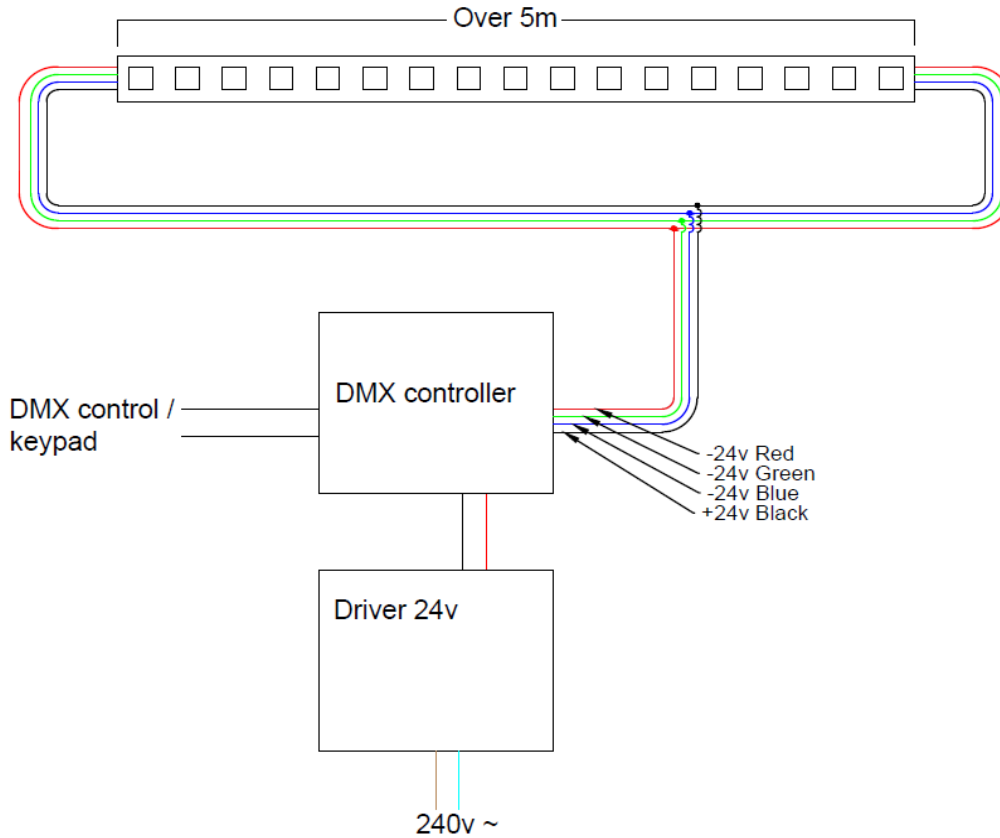 Over 5m
DMX controller
DMX control /
keypad
-24v Red
-24v Green
-24v Blue
+24v Black
Driver 24v
240v ~